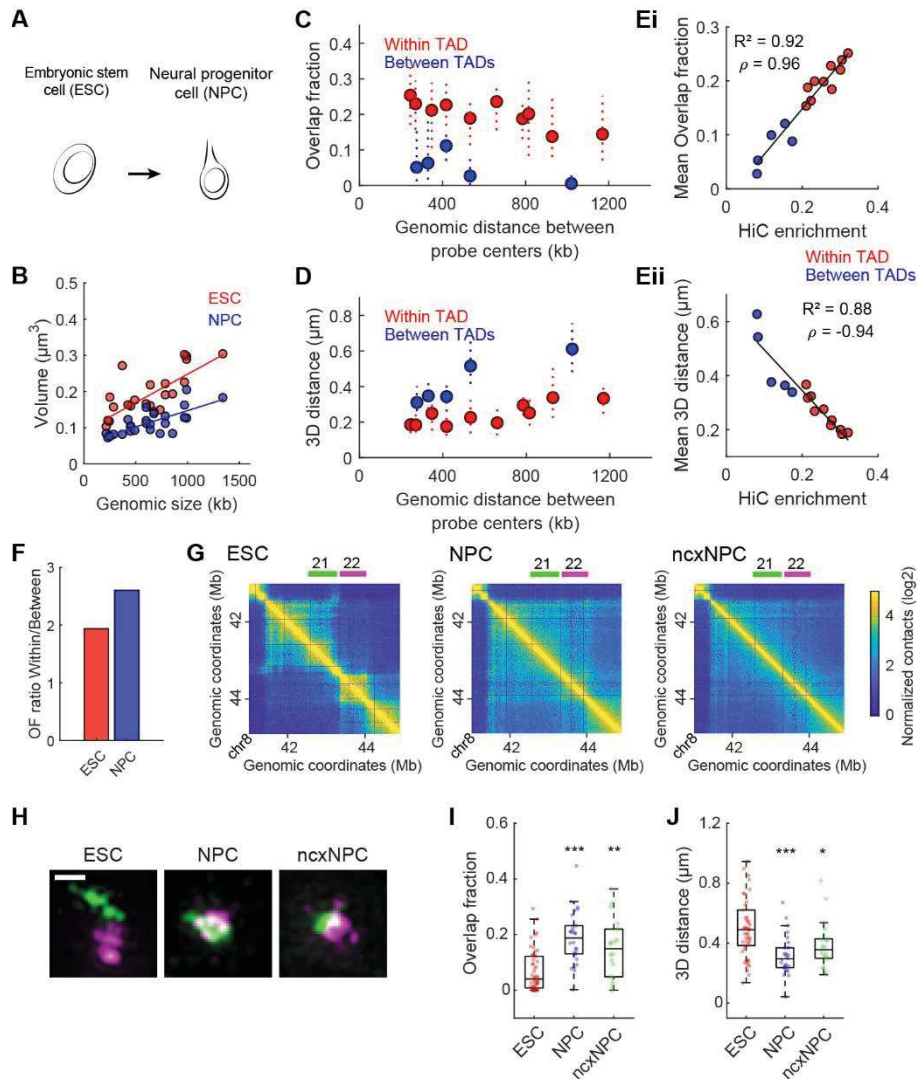 A
Embryonic stem
cell (ESC)
Neural progenitor
cell (NPC)
B
0.5
0.4
0.3
0.2
0.1
0
Volume (μm³)
ESC
NPC
0
500
1000
1500
Genomic size (kb)
C
0.4
0.3
0.2
0.1
0
Overlap fraction
Within TAD
Between TADs
400
800
1200
Genomic distance between
probe centers (kb)
D
0.8
0.6
0.4
0.2
0
3D distance (μm)
Within TAD
Between TADs
400
800
1200
Genomic distance between
probe centers (kb)
Ei
0.3
0.2
0.1
0
Mean Overlap fraction
R² = 0.92
ρ = 0.96
0
0.2
0.4
HiC enrichment
Eii
Within TAD
Between TADs
0.6
0.4
0.2
Mean 3D distance (μm)
R² = 0.88
ρ = -0.94
0
0.2
0.4
HiC enrichment
F
3
2
1
0
OF ratio Within/Between
ESC
NPC
G
ESC
21
22
Genomic coordinates (Mb)
42
44
chr8
42
44
Genomic coordinates (Mb)
NPC
21
22
Genomic coordinates (Mb)
42
44
chr8
42
44
Genomic coordinates (Mb)
ncxNPC
21
22
Genomic coordinates (Mb)
42
44
chr8
42
44
Genomic coordinates (Mb)
4
2
0
Normalized contacts (log2)
H
ESC
NPC
ncxNPC
I
0.6
0.4
0.2
0
Overlap fraction
***
**
ESC
NPC
ncxNPC
J
1.2
0.8
0.4
0
3D distance (μm)
***
*
ESC
NPC
ncxNPC